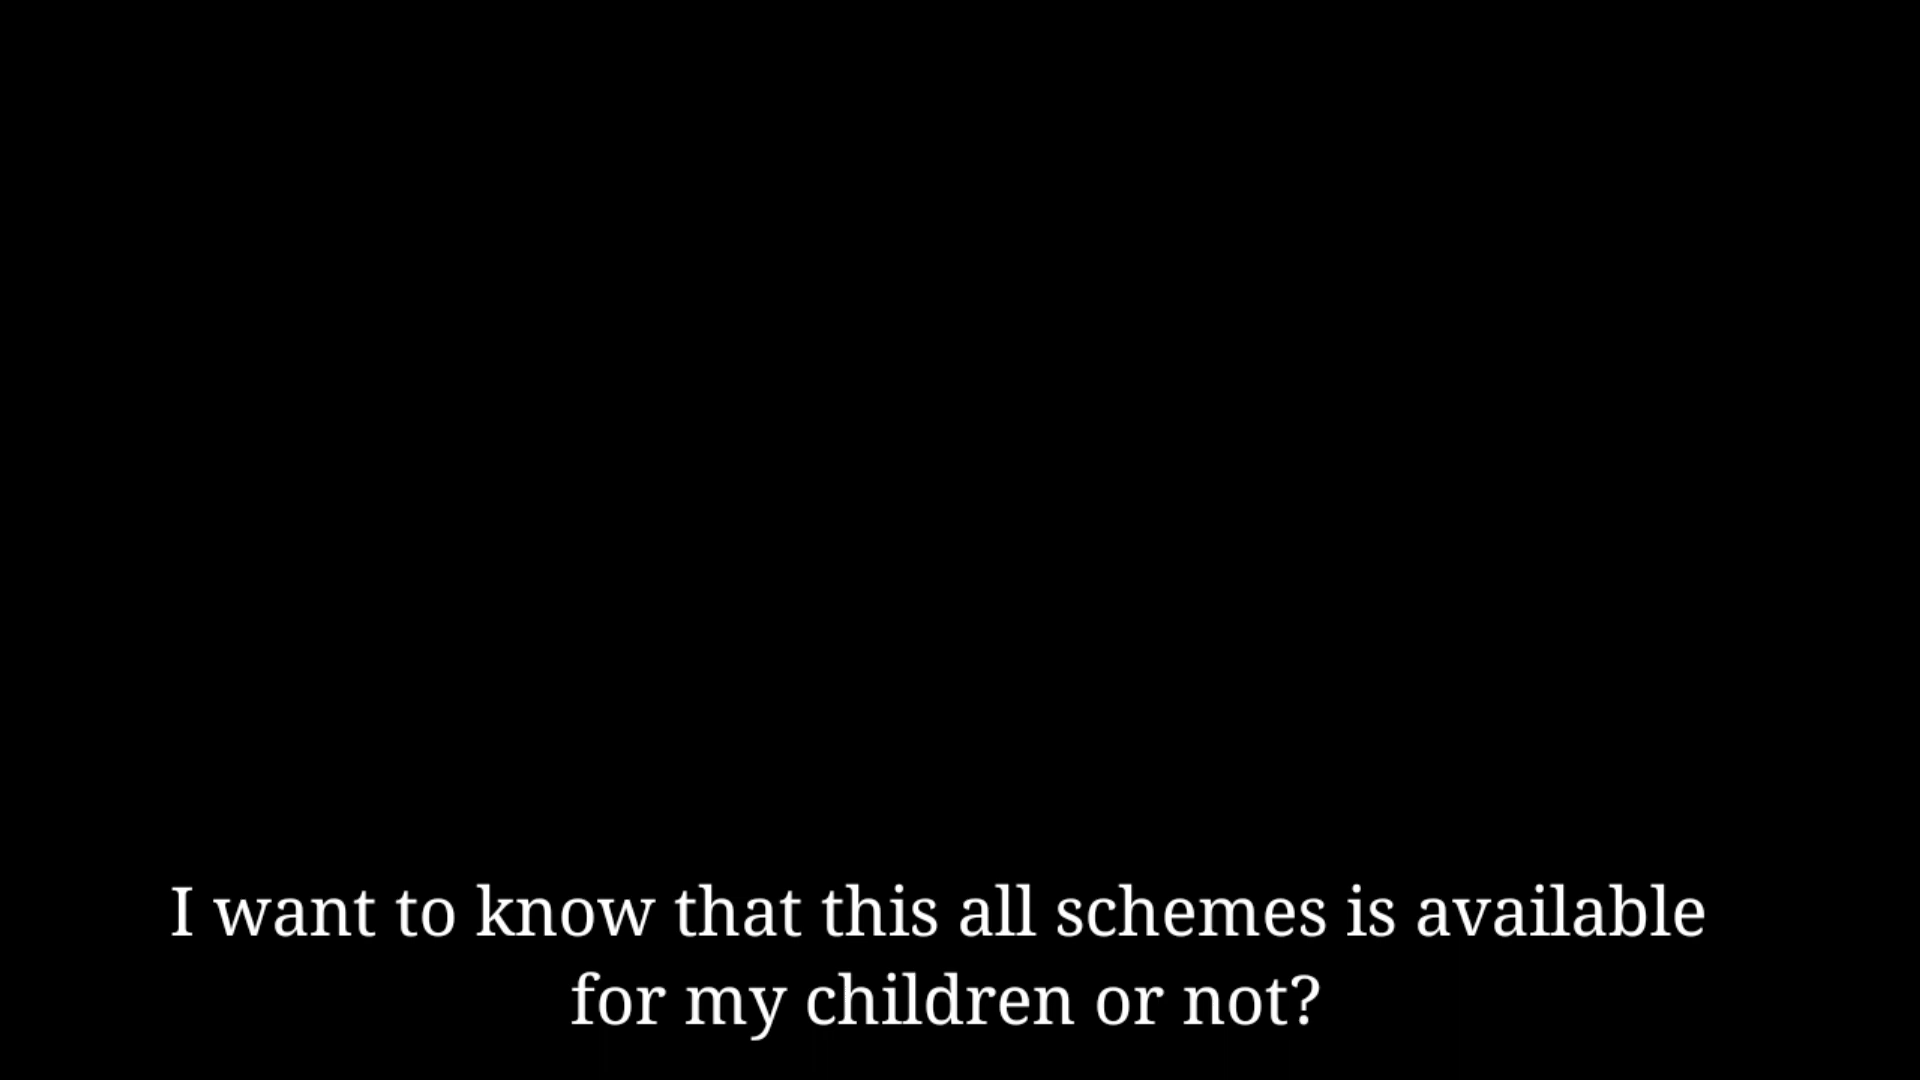 I want to know that this all schemes is available
for my children or not?